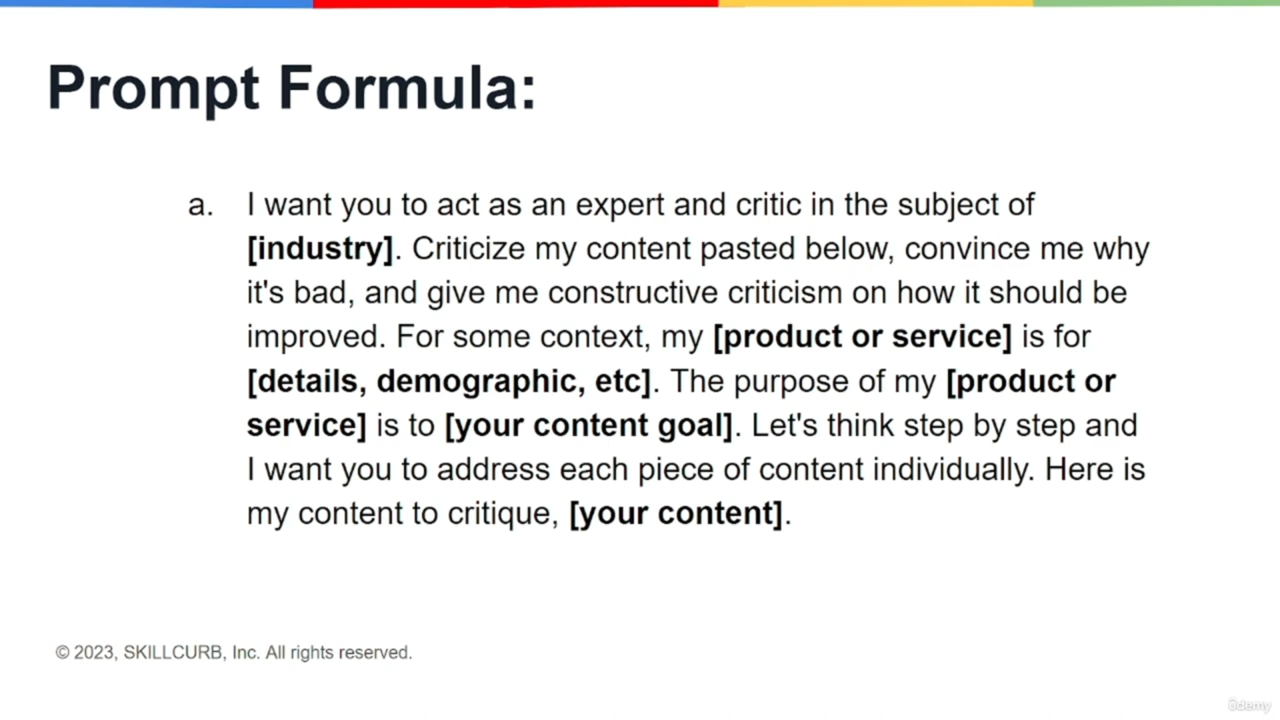 Prompt Formula:
a. I want you to act as an expert and critic in the subject of
[industry]. Criticize my content pasted below, convince me why
it's bad, and give me constructive criticism on how it should be
improved. For some context, my [product or service] is for
[details, demographic, etc]. The purpose of my [product or
service] is to [your content goal]. Let's think step by step and
I want you to address each piece of content individually. Here is
my content to critique, [your content].
© 2023, SKILLCURB, Inc. All rights reserved.
ûdemy